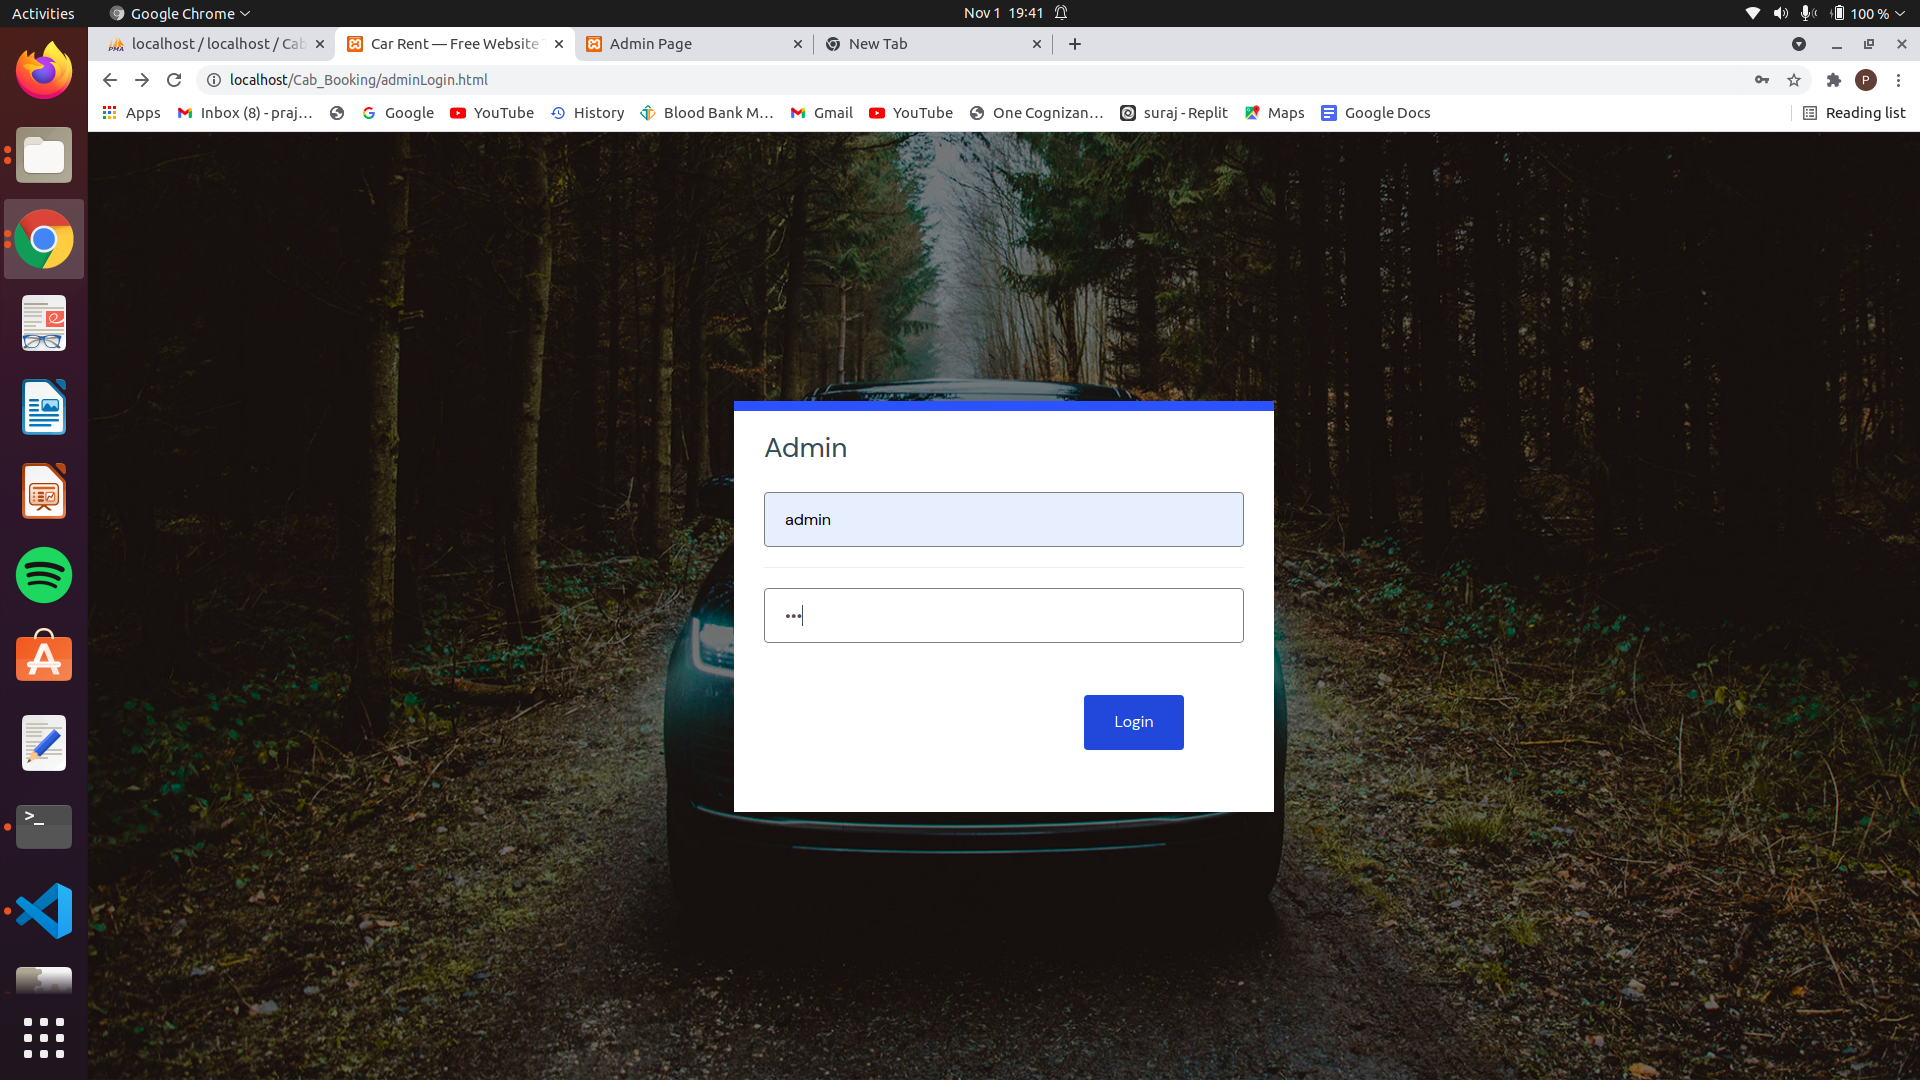 Activities
Google Chrome
Nov 1 19:41
100 %
localhost / localhost / Cab
Car Rent — Free Website
Admin Page
New Tab
localhost/Cab_Booking/adminLogin.html
P
Apps
Inbox (8) - praj...
Google
YouTube
History
Blood Bank M...
Gmail
YouTube
One Cognizan...
suraj - Replit
Maps
Google Docs
Reading list
Admin
admin
Login